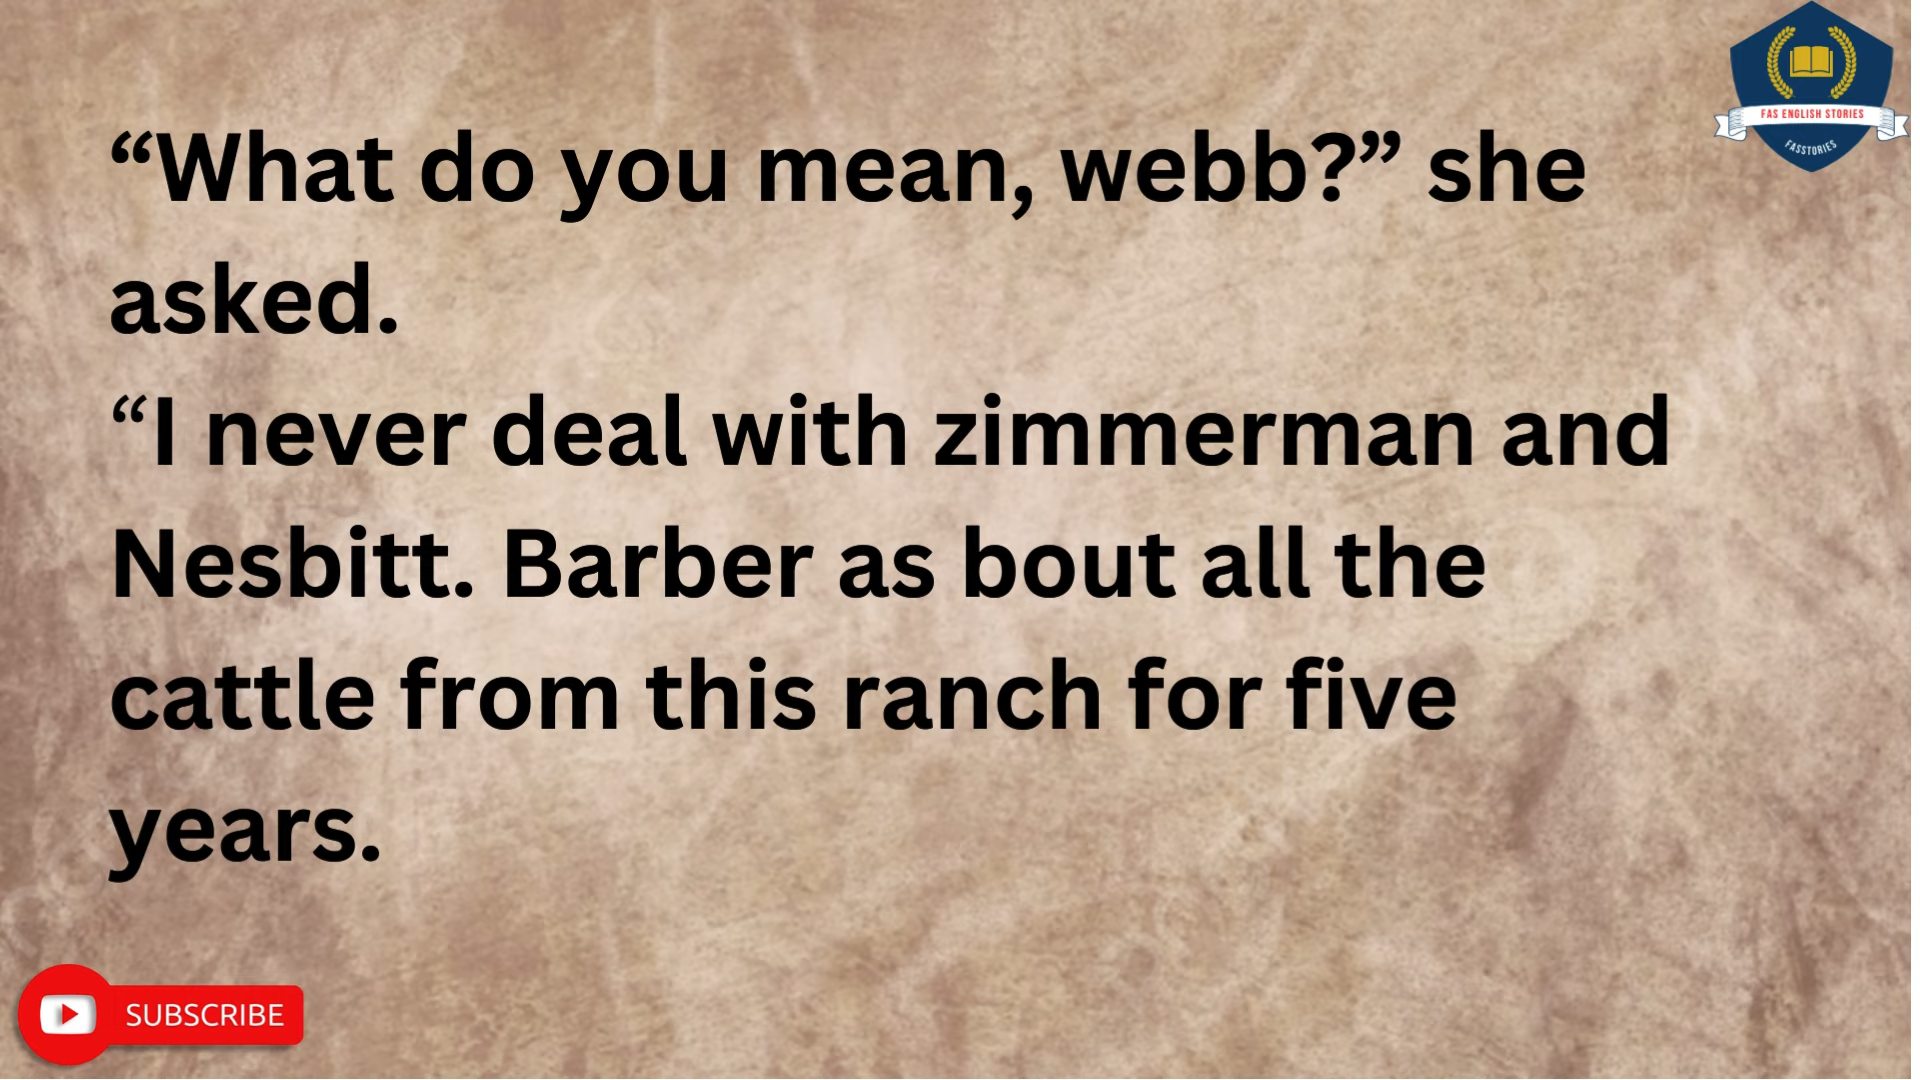 “What do you mean, webb?” she
asked.
“I never deal with zimmerman and
Nesbitt. Barber as bout all the
cattle from this ranch for five
years.
FAS ENGLISH STORIES
FASSTORIES
SUBSCRIBE